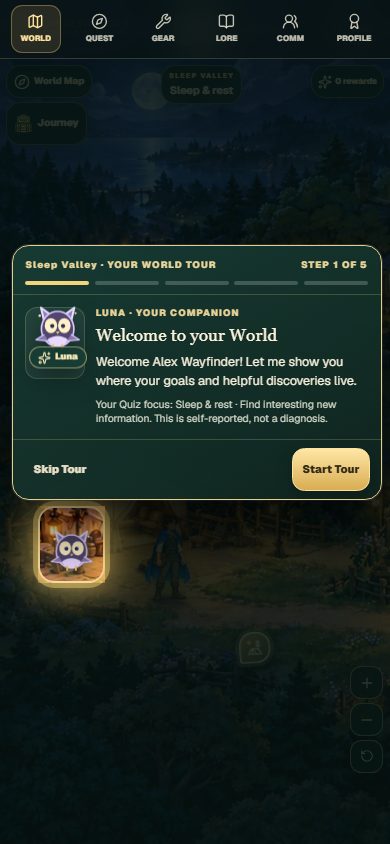 WORLD
QUEST
GEAR
LORE
COMM
PROFILE
World Map
SLEEP VALLEY
Sleep & rest
0 rewards
Journey
Sleep Valley · YOUR WORLD TOUR
STEP 1 OF 5
LUNA · YOUR COMPANION
Luna
Welcome to your World
Welcome Alex Wayfinder! Let me show you
where your goals and helpful discoveries live.
Your Quiz focus: Sleep & rest · Find interesting new
information. This is self-reported, not a diagnosis.
Skip Tour
Start Tour